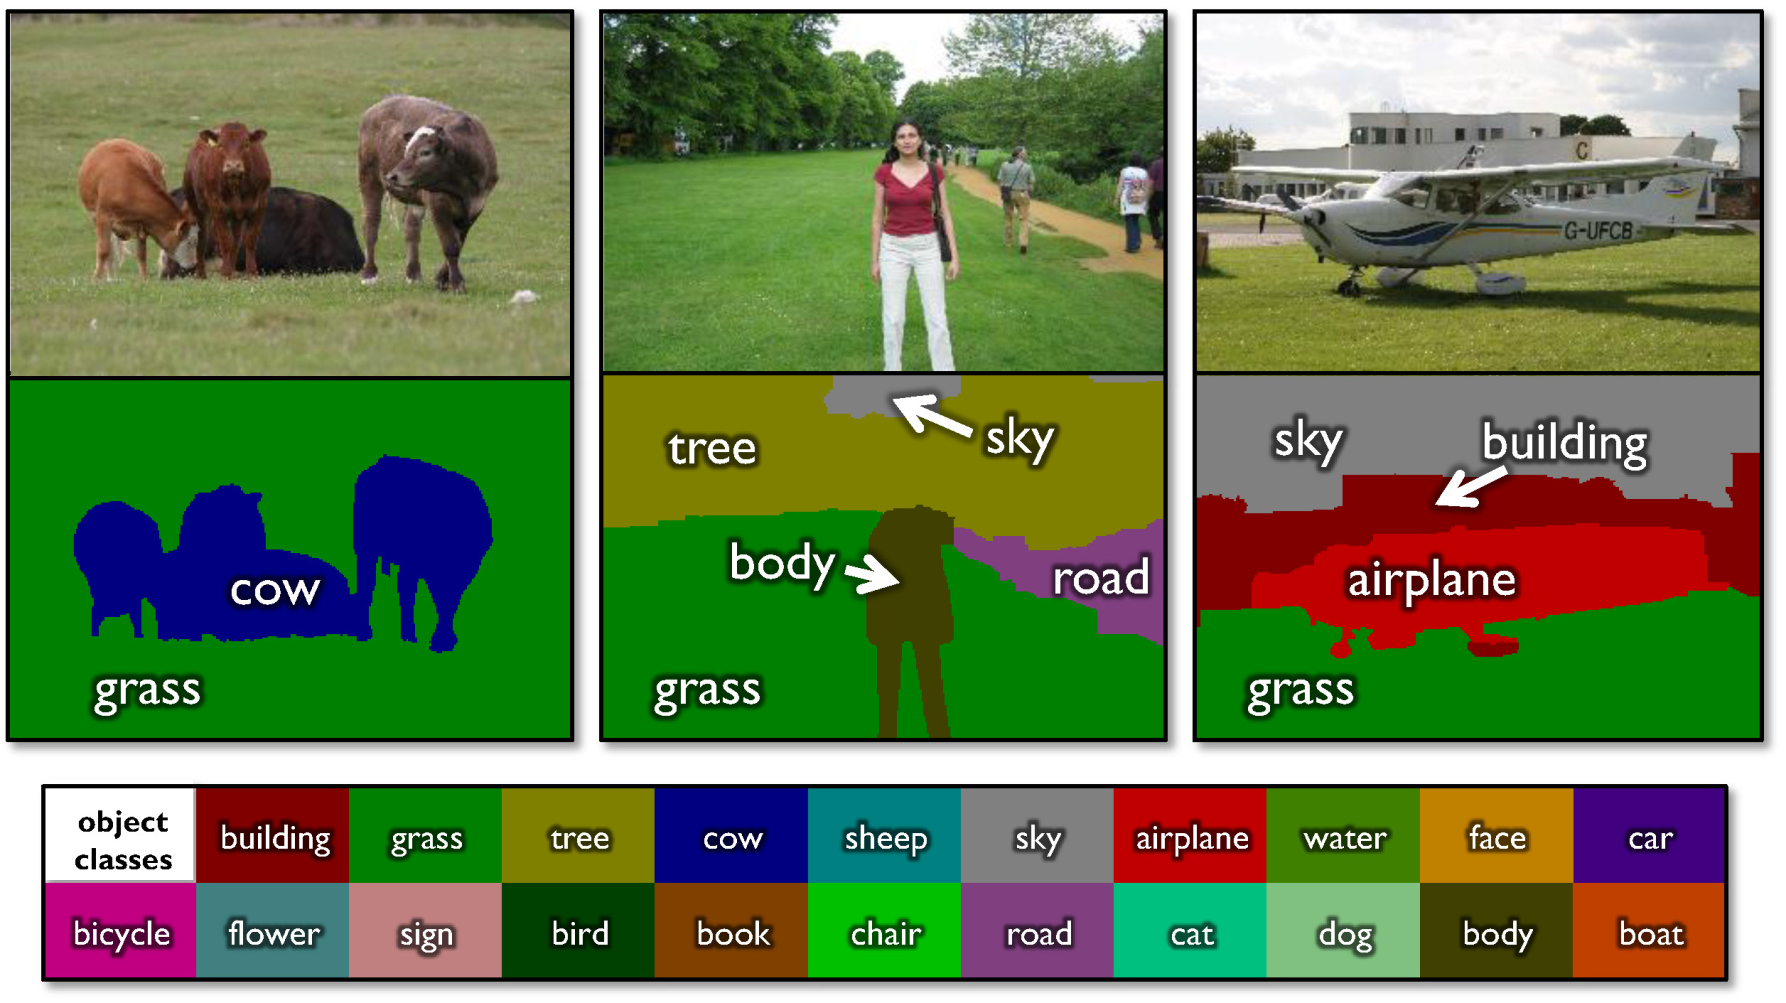 C
G-UFCB
cow
grass
tree
sky
body
road
grass
sky
building
airplane
grass
object classes
building
grass
tree
cow
sheep
sky
airplane
water
face
car
bicycle
flower
sign
bird
book
chair
road
cat
dog
body
boat